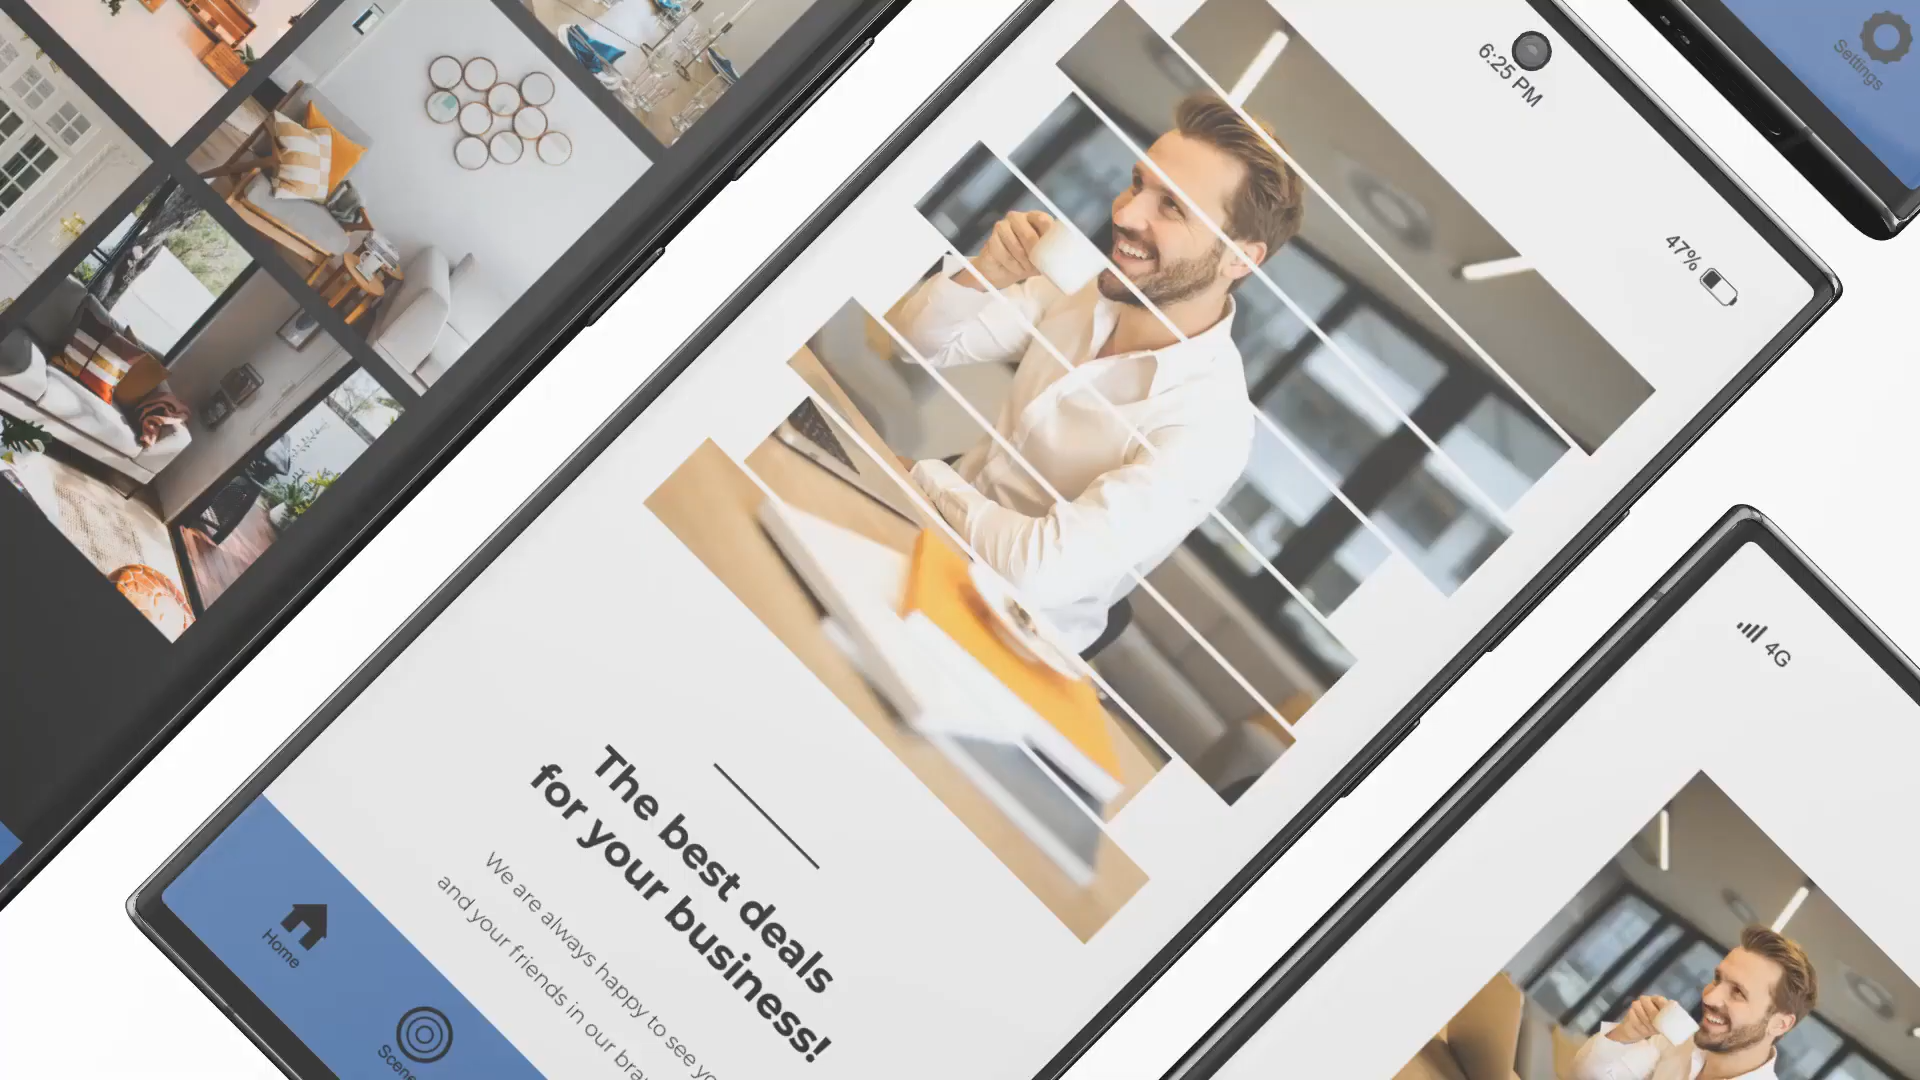 Settings
6:25 PM
47%
4G
The best deals
for your business!
We are always happy to see
and your friends in our
Home